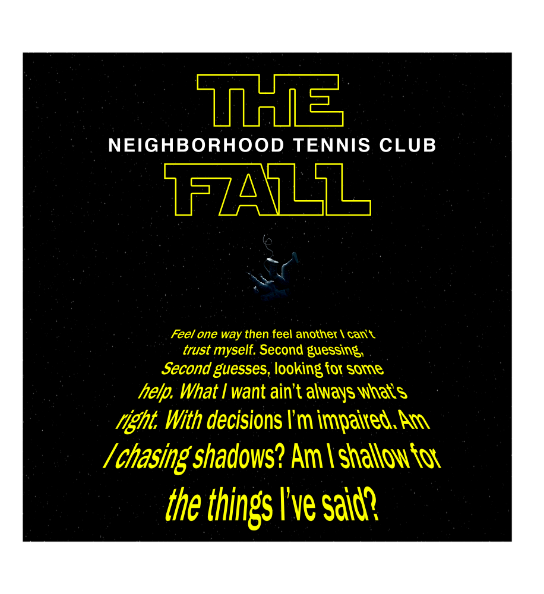 THE
NEIGHBORHOOD TENNIS CLUB
FALL
Feel one way then feel another I can't
trust myself. Second guessing,
Second guesses, looking for some
help. What I want ain't always what's
right. With decisions I'm impaired. Am
I chasing shadows? Am I shallow for
the things I've said?